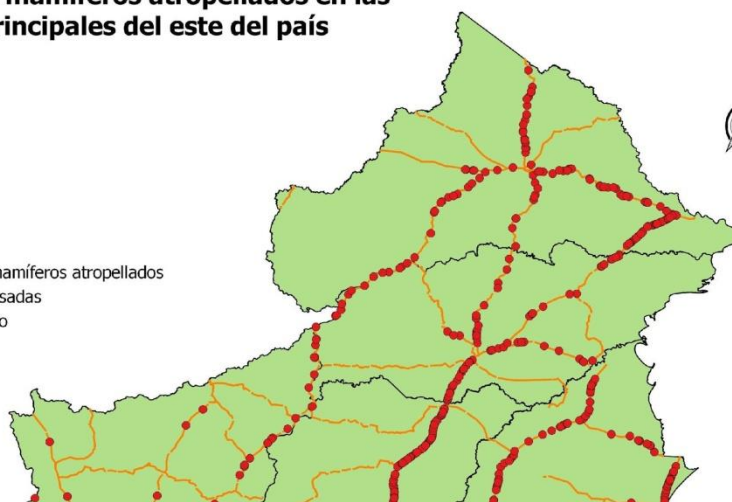 mamíferos atropellados en las
rincipales del este del país
amíferos atropellados
sadas
o